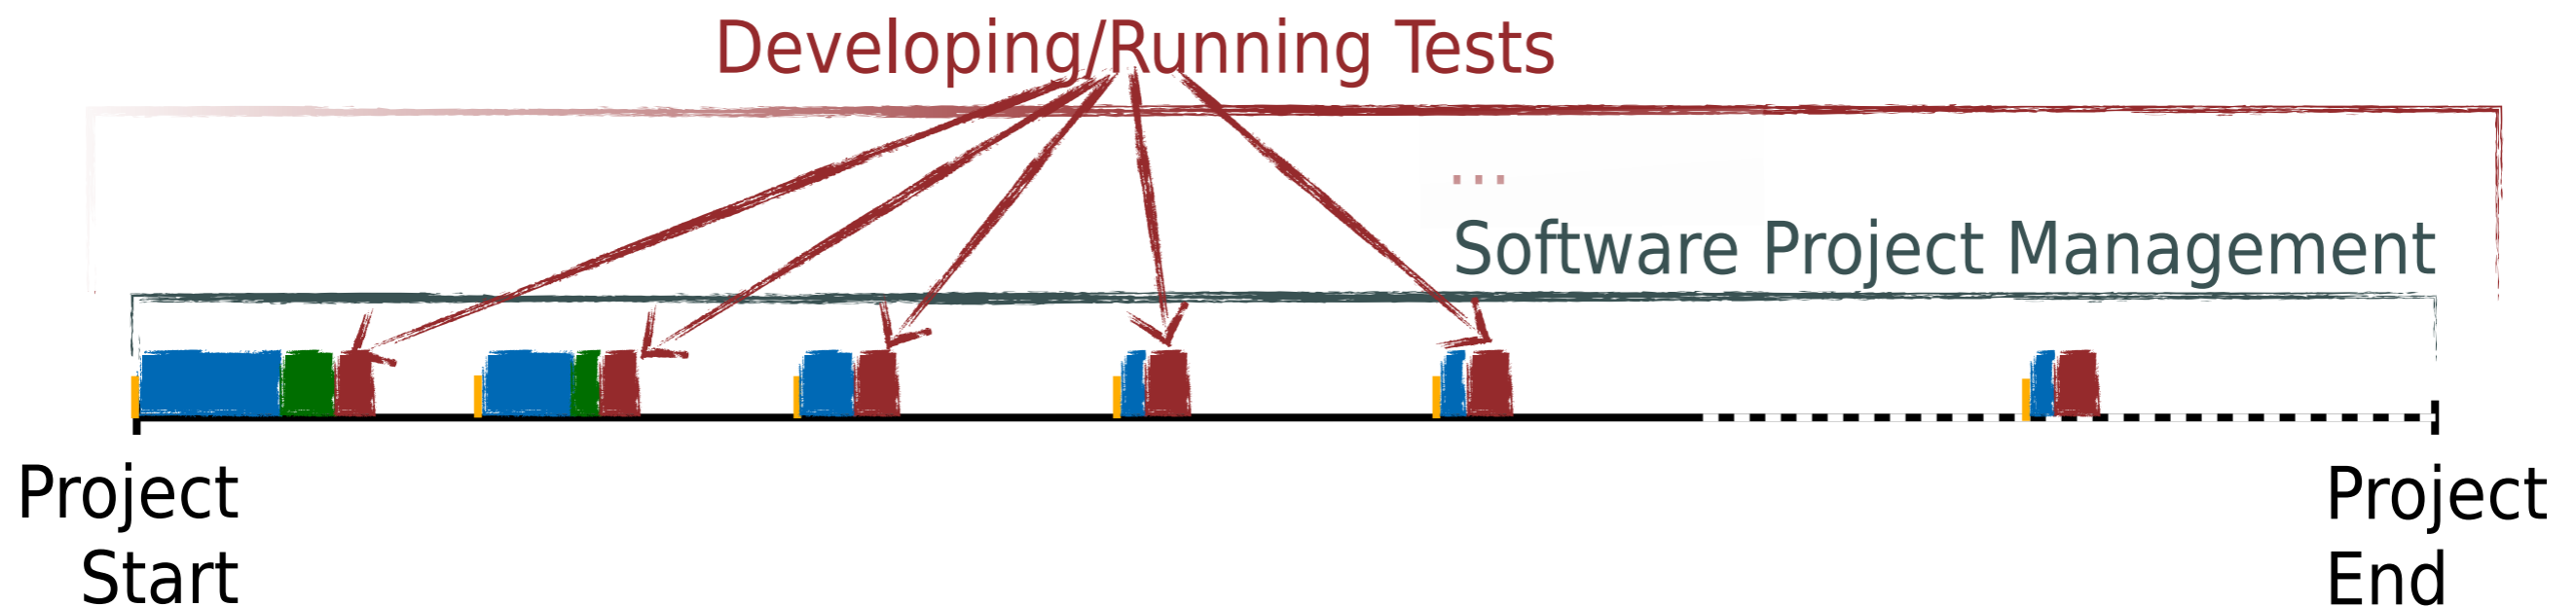 Developing/Running Tests
...
Software Project Management
Project
Start
Project
End